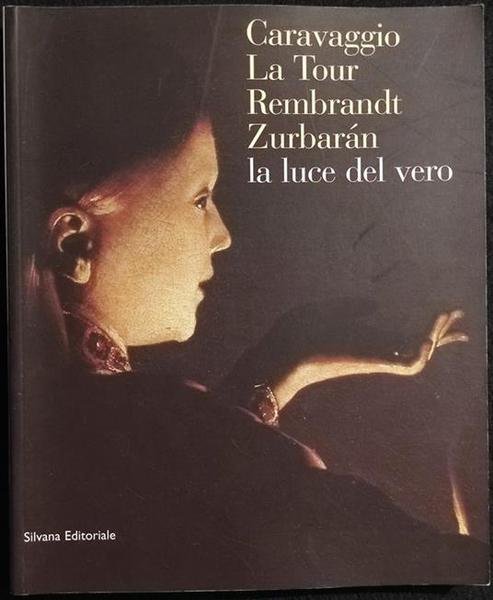 Caravaggio
La Tour
Rembrandt
Zurbarán
la luce del vero
Silvana Editoriale